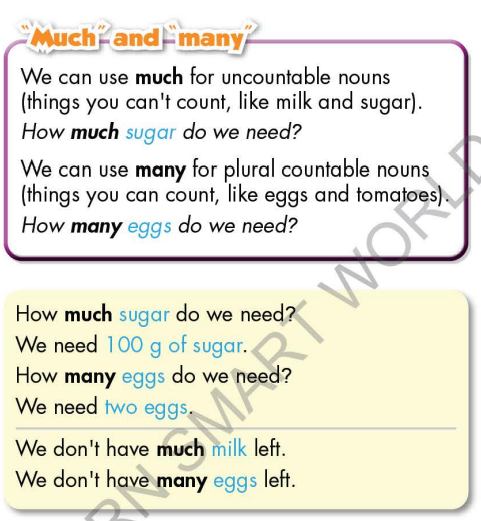 "Much" and "many"
We can use much for uncountable nouns
(things you can't count, like milk and sugar).
How much sugar do we need?
We can use many for plural countable nouns
(things you can count, like eggs and tomatoes).
How many eggs do we need?
How much sugar do we need?
We need 100 g of sugar.
How many eggs do we need?
We need two eggs.
We don't have much milk left.
We don't have many eggs left.
RN SMART WORLD